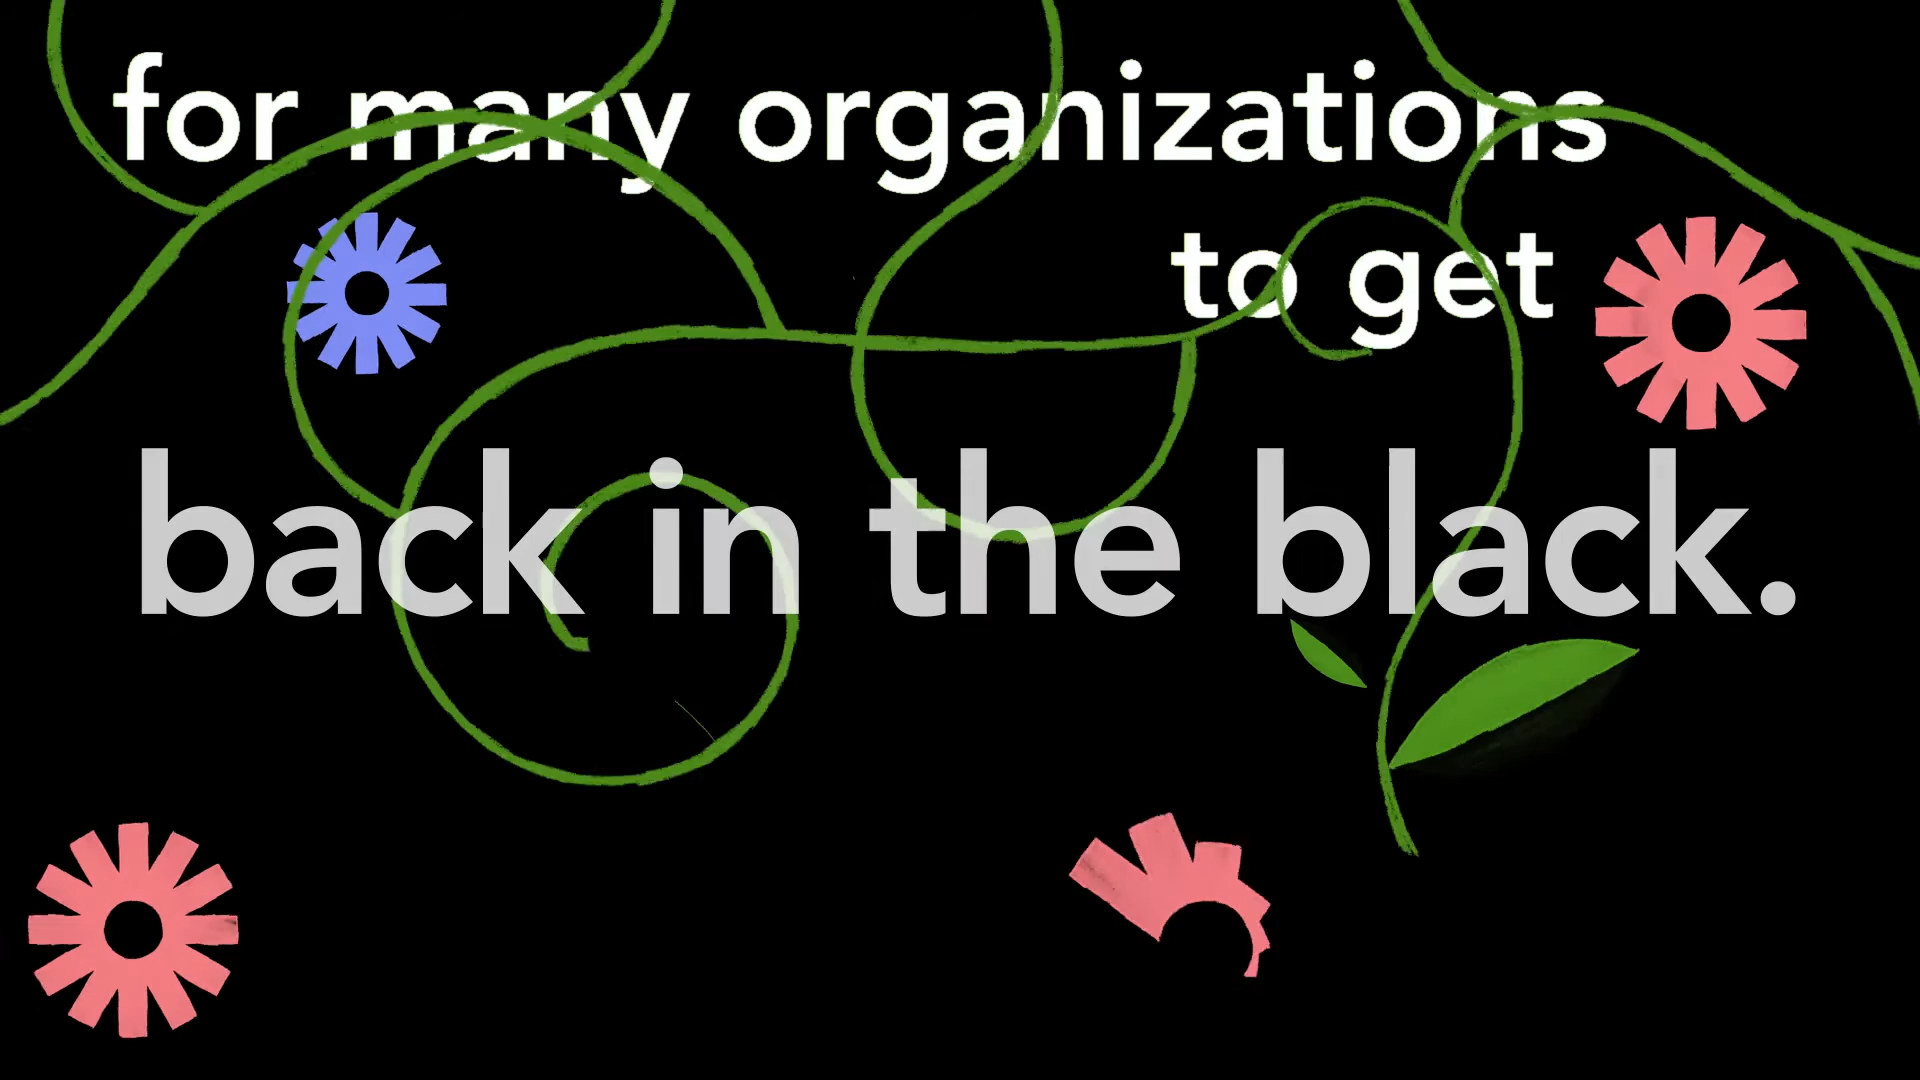 for many organizations
to get
back in the black.